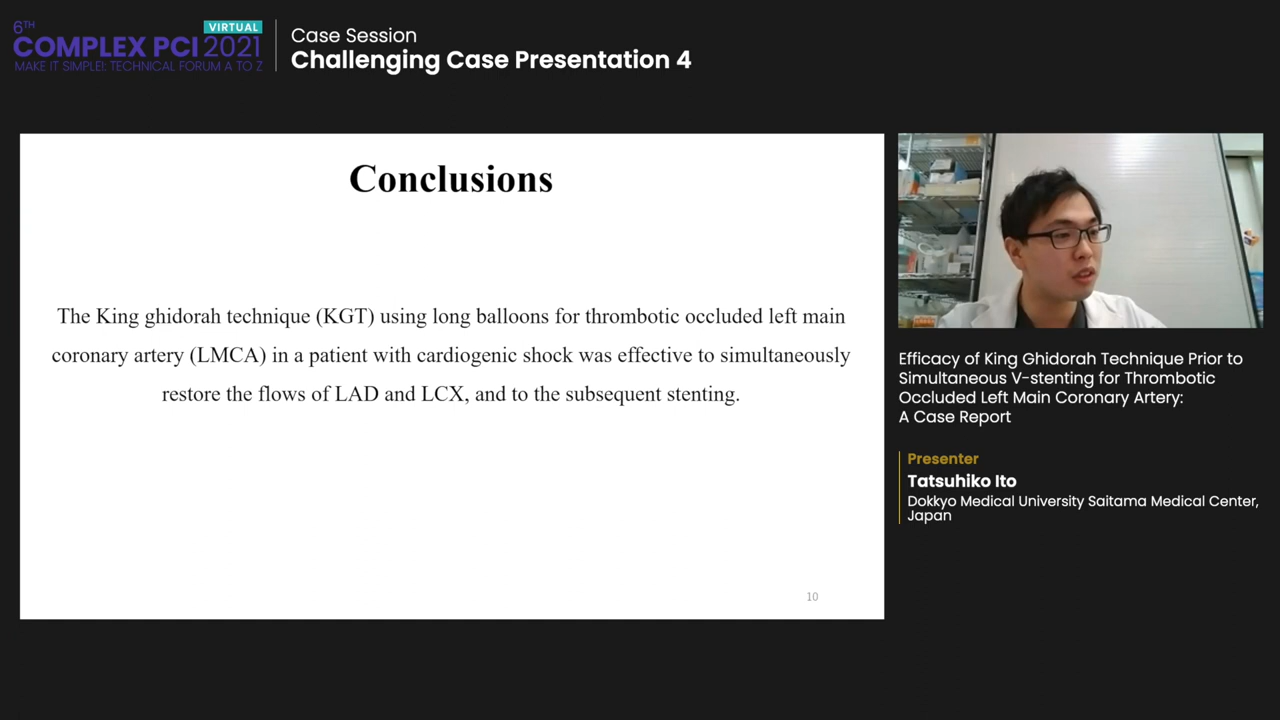 6TH
VIRTUAL
COMPLEX PCI 2021
MAKE IT SIMPLE!: TECHNICAL FORUM A TO Z
Case Session
Challenging Case Presentation 4
Conclusions
The King ghidorah technique (KGT) using long balloons for thrombotic occluded left main
coronary artery (LMCA) in a patient with cardiogenic shock was effective to simultaneously
restore the flows of LAD and LCX, and to the subsequent stenting.
10
Efficacy of King Ghidorah Technique Prior to
Simultaneous V-stenting for Thrombotic
Occluded Left Main Coronary Artery:
A Case Report
Presenter
Tatsuhiko Ito
Dokkyo Medical University Saitama Medical Center,
Japan